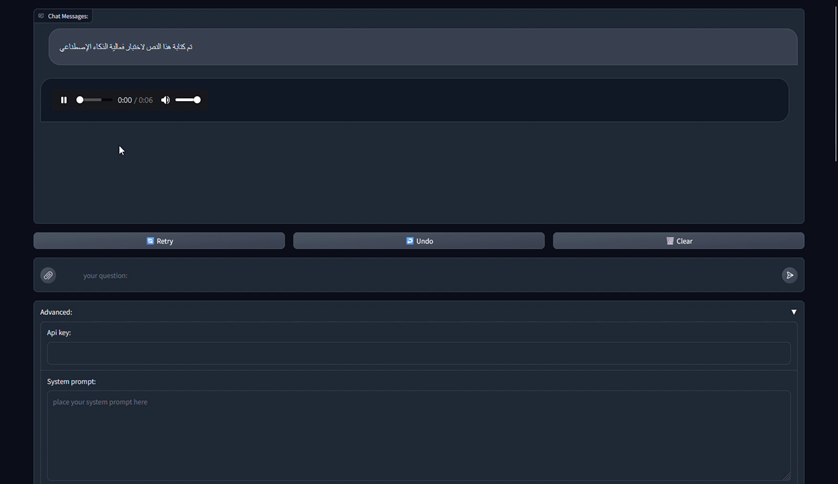 Chat Messages:
تم كتابة هذا النص لاختبار فعالية الذكاء الإصطناعي
0:00 / 0:06
Retry
Undo
Clear
your question:
Advanced:
Api key:
System prompt:
place your system prompt here